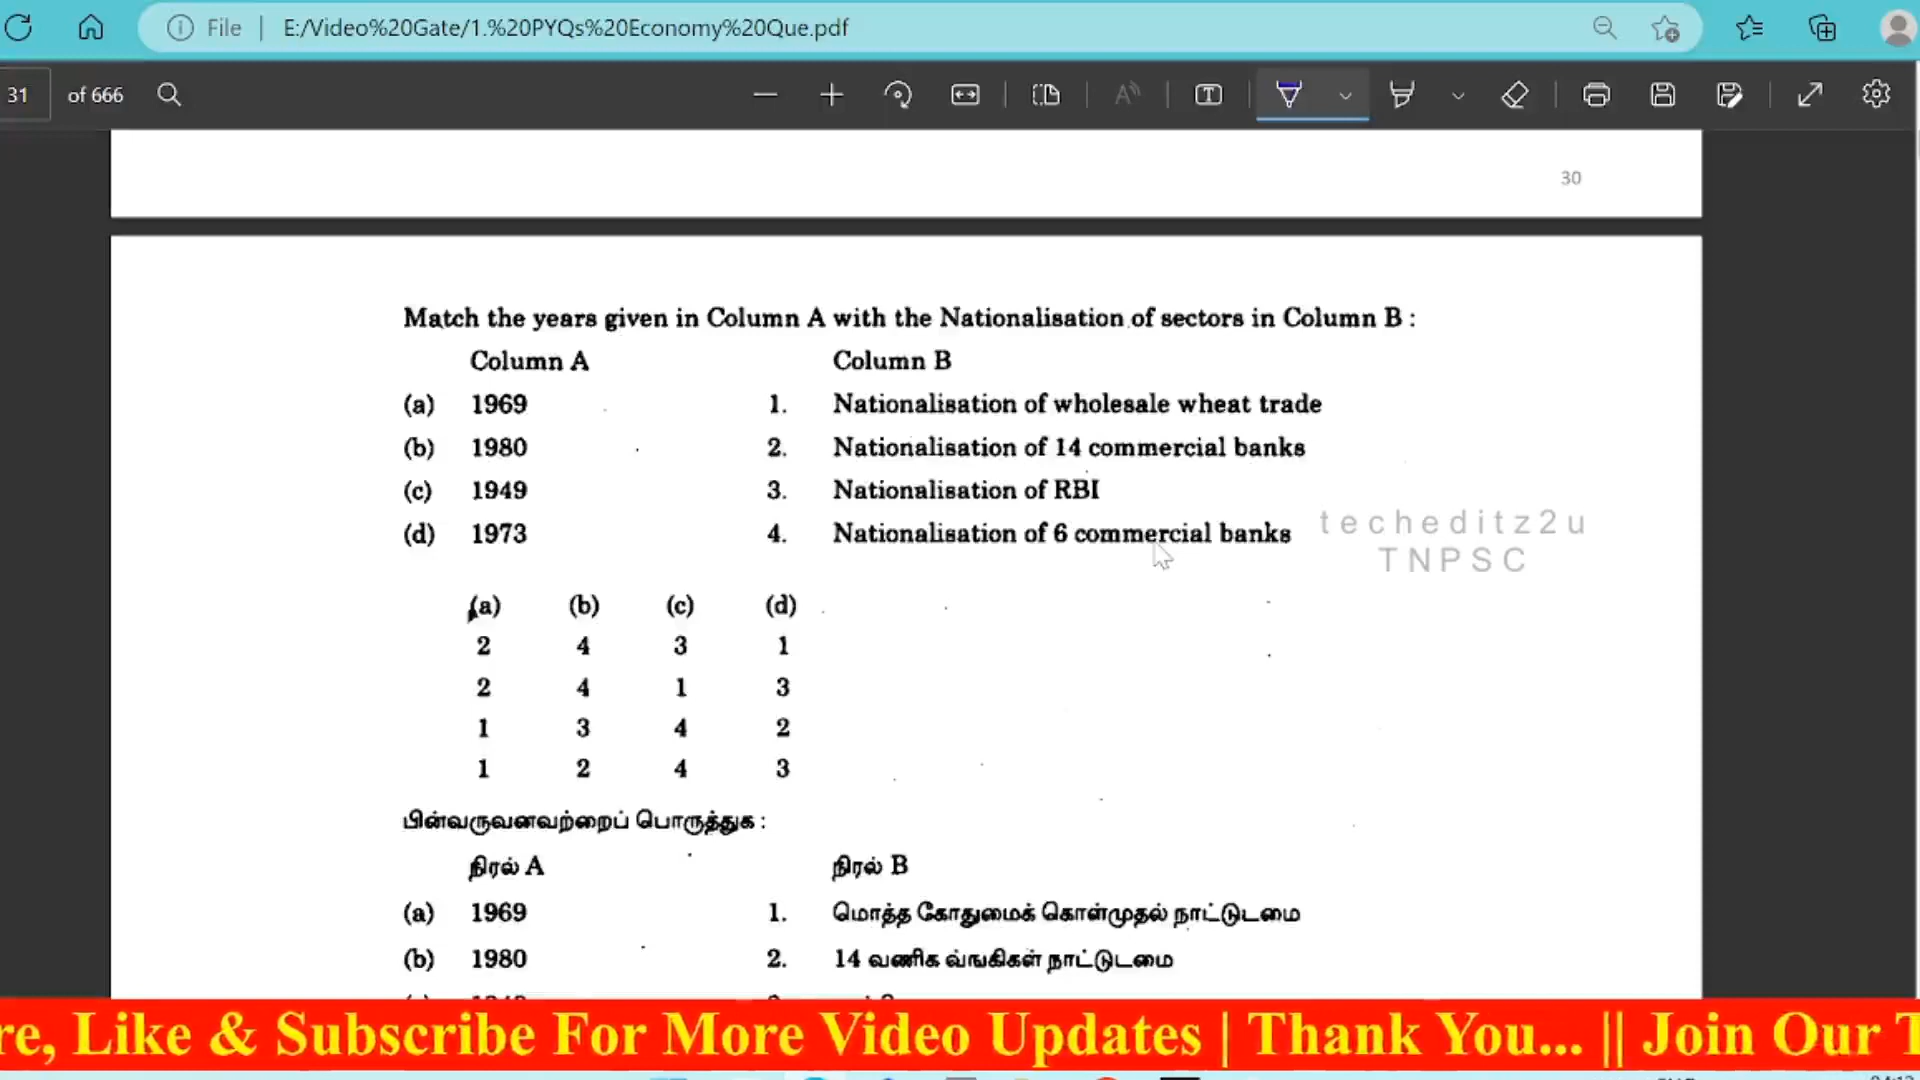 File
E:/Video%20Gate/1.%20PYQs%20Economy%20Que.pdf
31 of 666
30
Match the years given in Column A with the Nationalisation of sectors in Column B :
Column A Column B
(a) 1969 1. Nationalisation of wholesale wheat trade
(b) 1980 2. Nationalisation of 14 commercial banks
(c) 1949 3. Nationalisation of RBI
(d) 1973 4. Nationalisation of 6 commercial banks
techeditz2u
TNPSC
(a) (b) (c) (d)
2 4 3 1
2 4 1 3
1 3 4 2
1 2 4 3
பின்வருவனவற்றைப் பொருத்துக :
நிரல் A நிரல் B
(a) 1969 1. மொத்த கோதுமைக் கொள்முதல் நாட்டுடமை
(b) 1980 2. 14 வணிக வங்கிகள் நாட்டுடமை
re, Like & Subscribe For More Video Updates | Thank You... || Join Our T